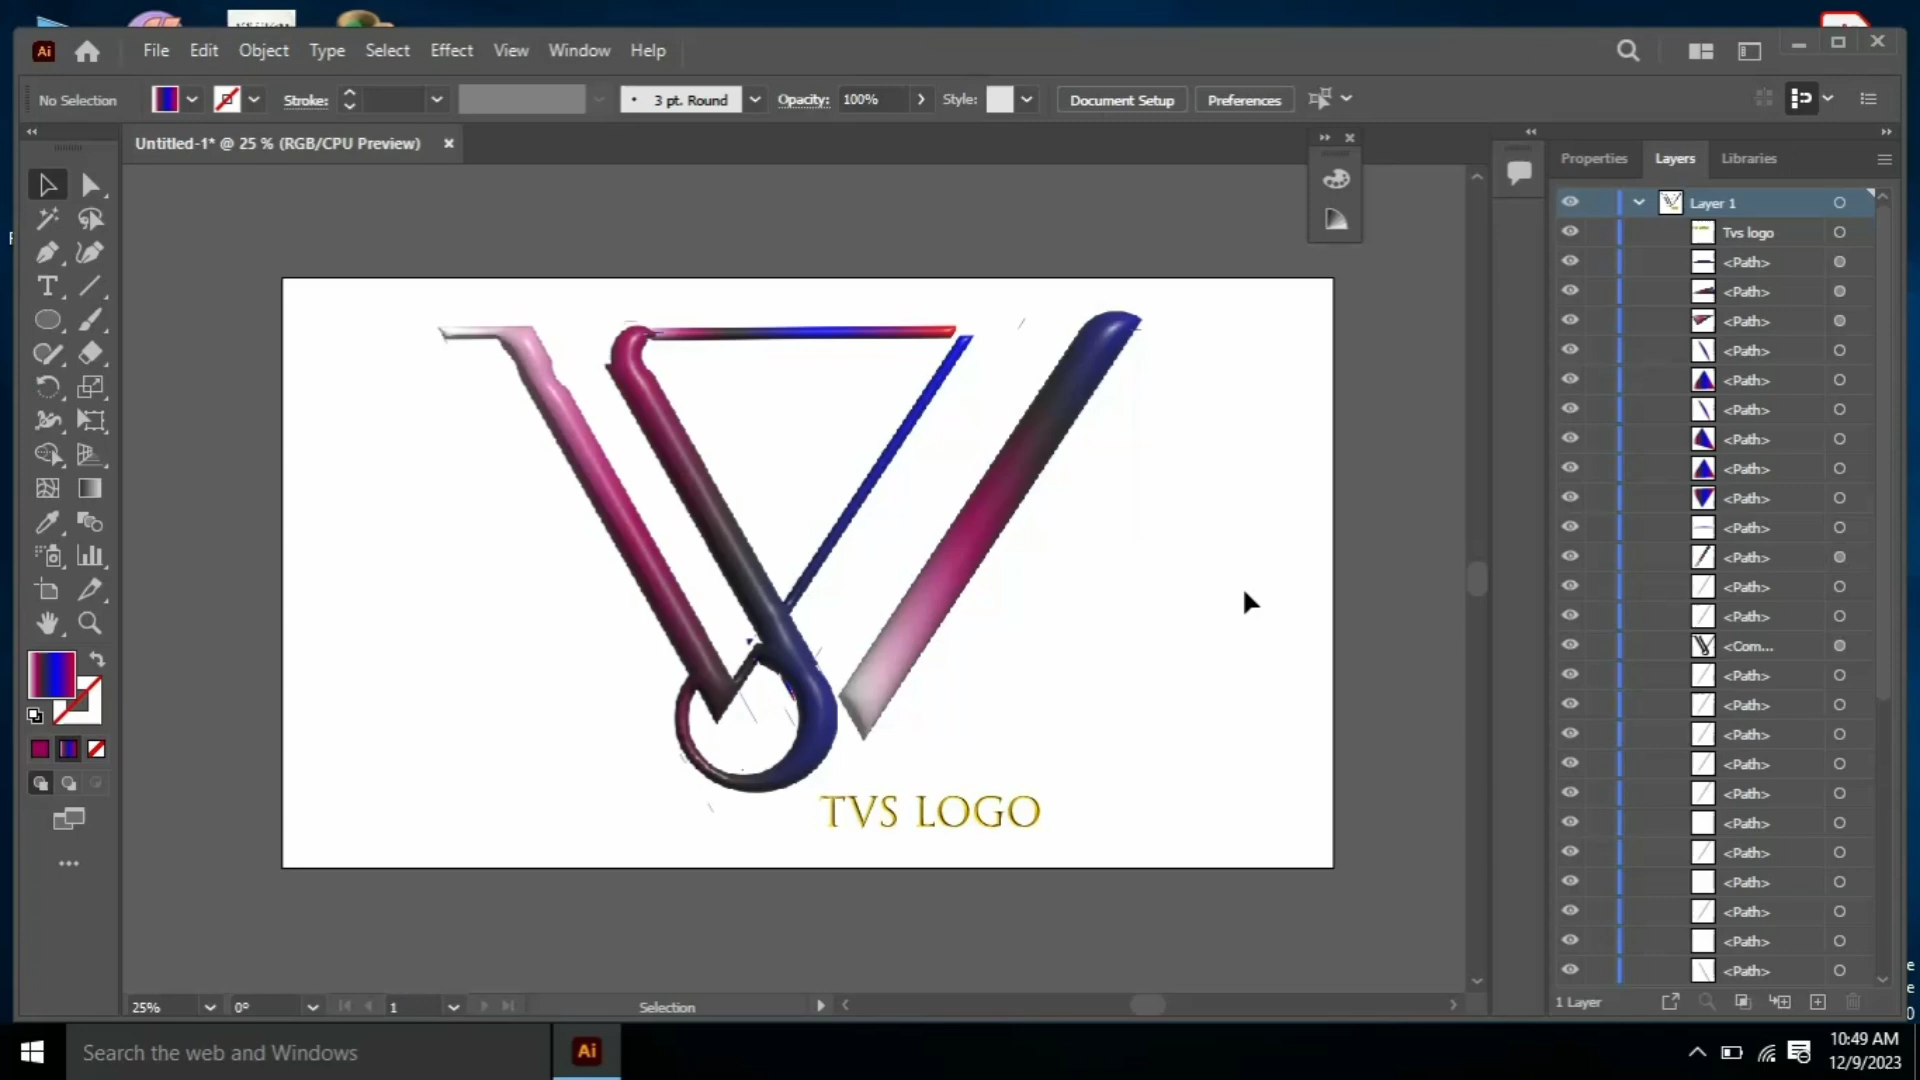 Ai File Edit Object Type Select Effect View Window Help
No Selection Stroke: 3 pt. Round Opacity: 100% Style: Document Setup Preferences
Untitled-1* @ 25 % (RGB/CPU Preview)
Properties Layers Libraries
Layer 1
Tvs logo
<Path>
<Path>
<Path>
<Path>
<Path>
<Path>
<Path>
<Path>
<Path>
<Path>
<Path>
<Path>
<Path>
<Com...
<Path>
<Path>
<Path>
<Path>
<Path>
<Path>
<Path>
<Path>
<Path>
<Path>
<Path>
TVS LOGO
25% 0° 1 Selection
1 Layer
Search the web and Windows
Ai
10:49 AM
12/9/2023